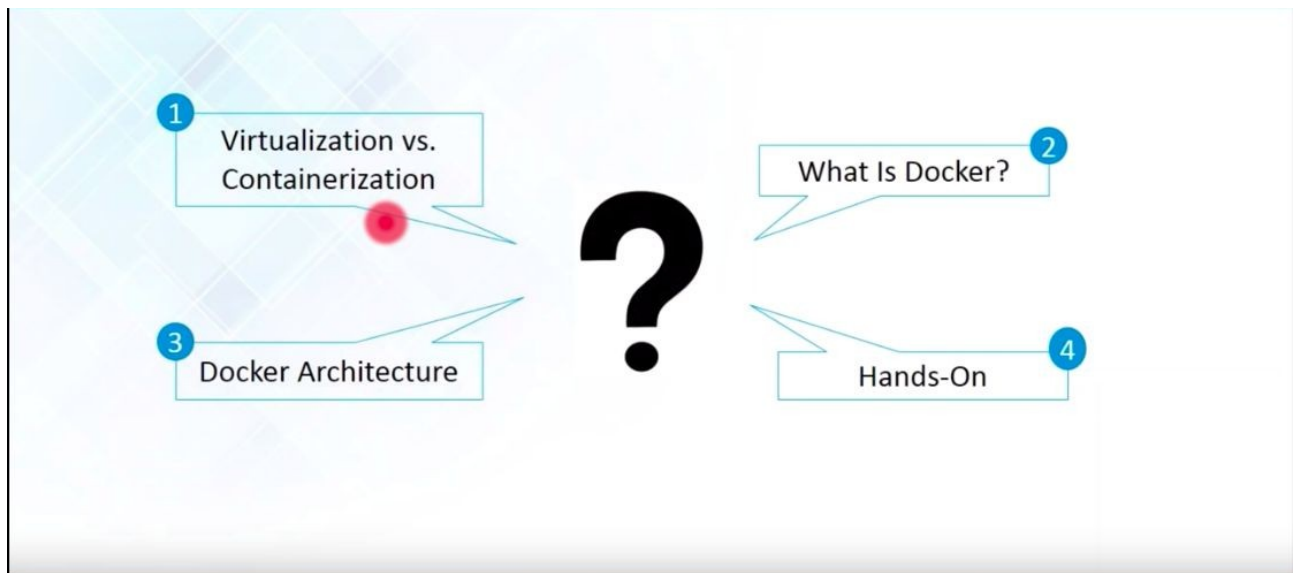 1
Virtualization vs.
Containerization
2
What Is Docker?
?
3
Docker Architecture
4
Hands-On